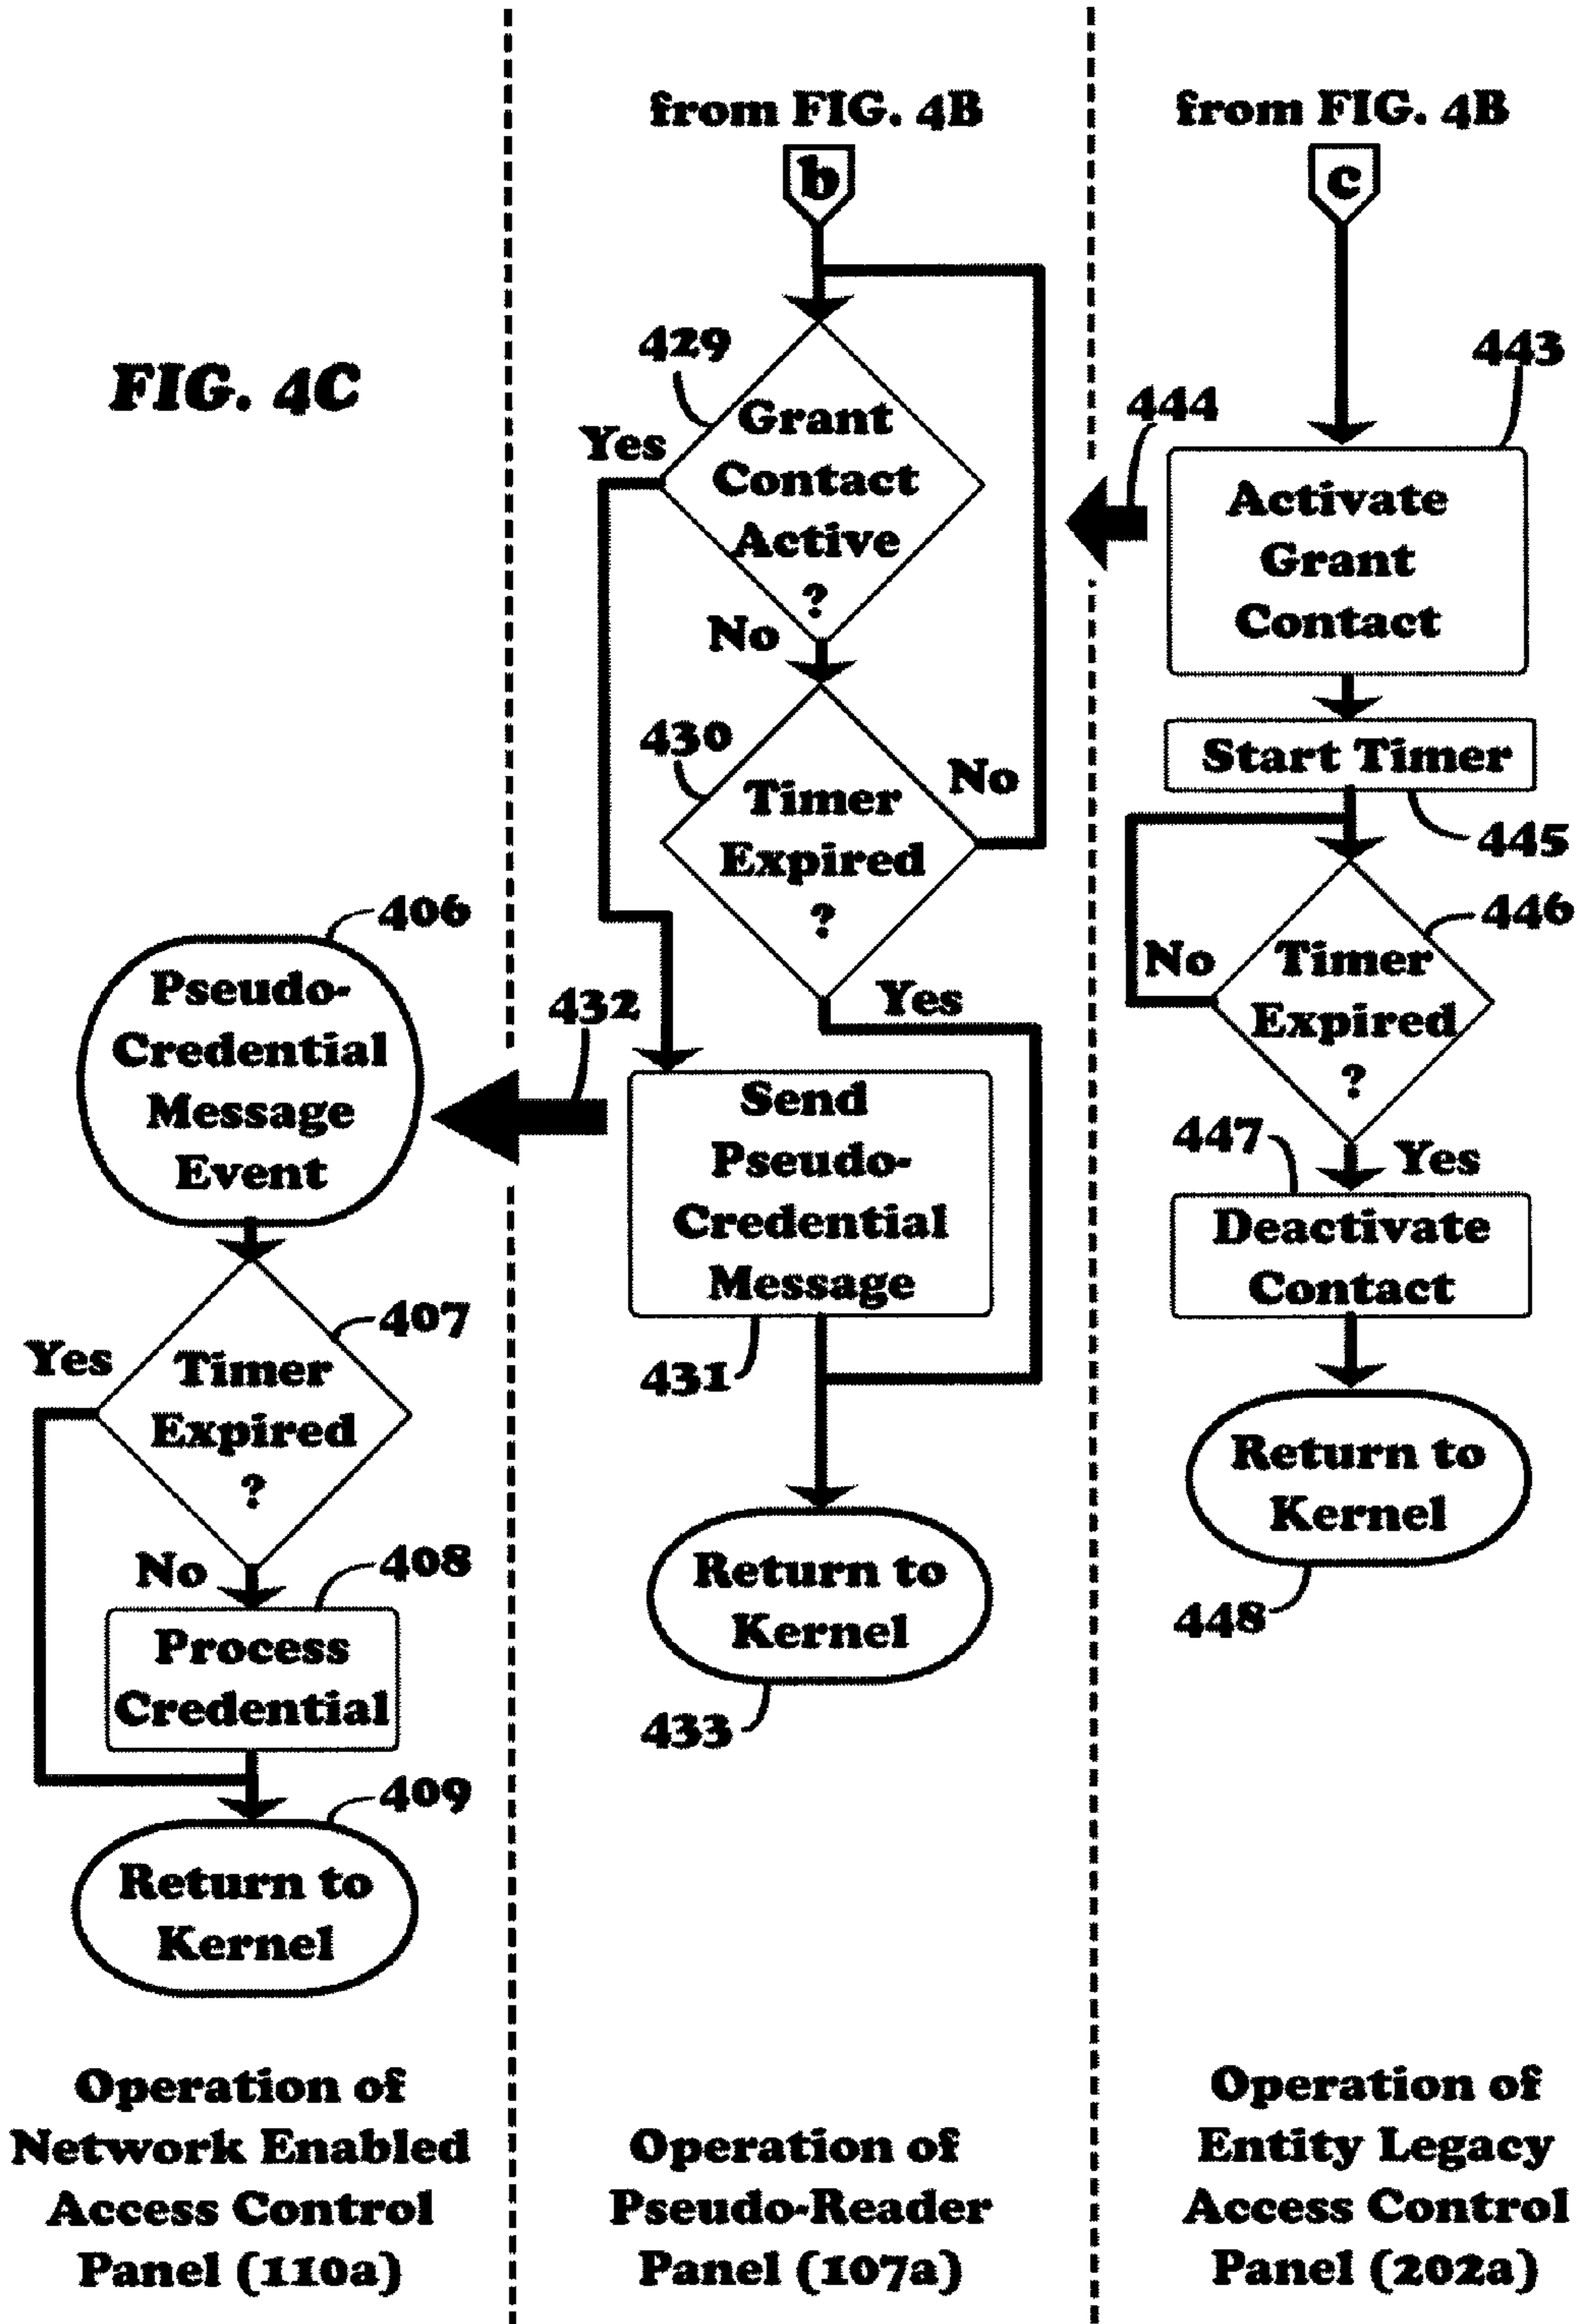 FIG. 4C
406
Pseudo-
Credential
Message
Event
407
Yes
Timer
Expired
?
No
408
Process
Credential
409
Return to
Kernel
Operation of
Network Enabled
Access Control
Panel (110a)
from FIG. 4B
b
429
Yes
Grant
Contact
Active
?
No
430
No
Timer
Expired
?
Yes
432
Send
Pseudo-
Credential
Message
431
Return to
Kernel
433
Operation of
Pseudo-Reader
Panel (107a)
from FIG. 4B
c
443
444
Activate
Grant
Contact
Start Timer
445
446
No
Timer
Expired
?
447
Yes
Deactivate
Contact
Return to
Kernel
448
Operation of
Entity Legacy
Access Control
Panel (202a)